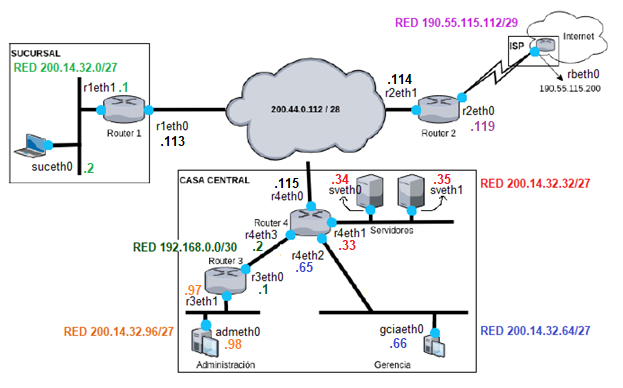 RED 190.55.115.112/29
Internet
ISP
rbeth0
190.55.115.200
SUCURSAL
RED 200.14.32.0/27
r1eth1 .1
Router 1
r1eth0
.113
suceth0
.2
200.44.0.112 / 28
.114
r2eth1
r2eth0
Router 2
.119
CASA CENTRAL
.115
r4eth0
.34
sveth0
.35
sveth1
RED 200.14.32.32/27
Router 4
r4eth3
r4eth1
Servidores
RED 192.168.0.0/30
.2
.33
r4eth2
.65
Router 3
r3eth0
.1
.97
r3eth1
RED 200.14.32.96/27
admeth0
.98
Administración
gciaeth0
.66
Gerencia
RED 200.14.32.64/27